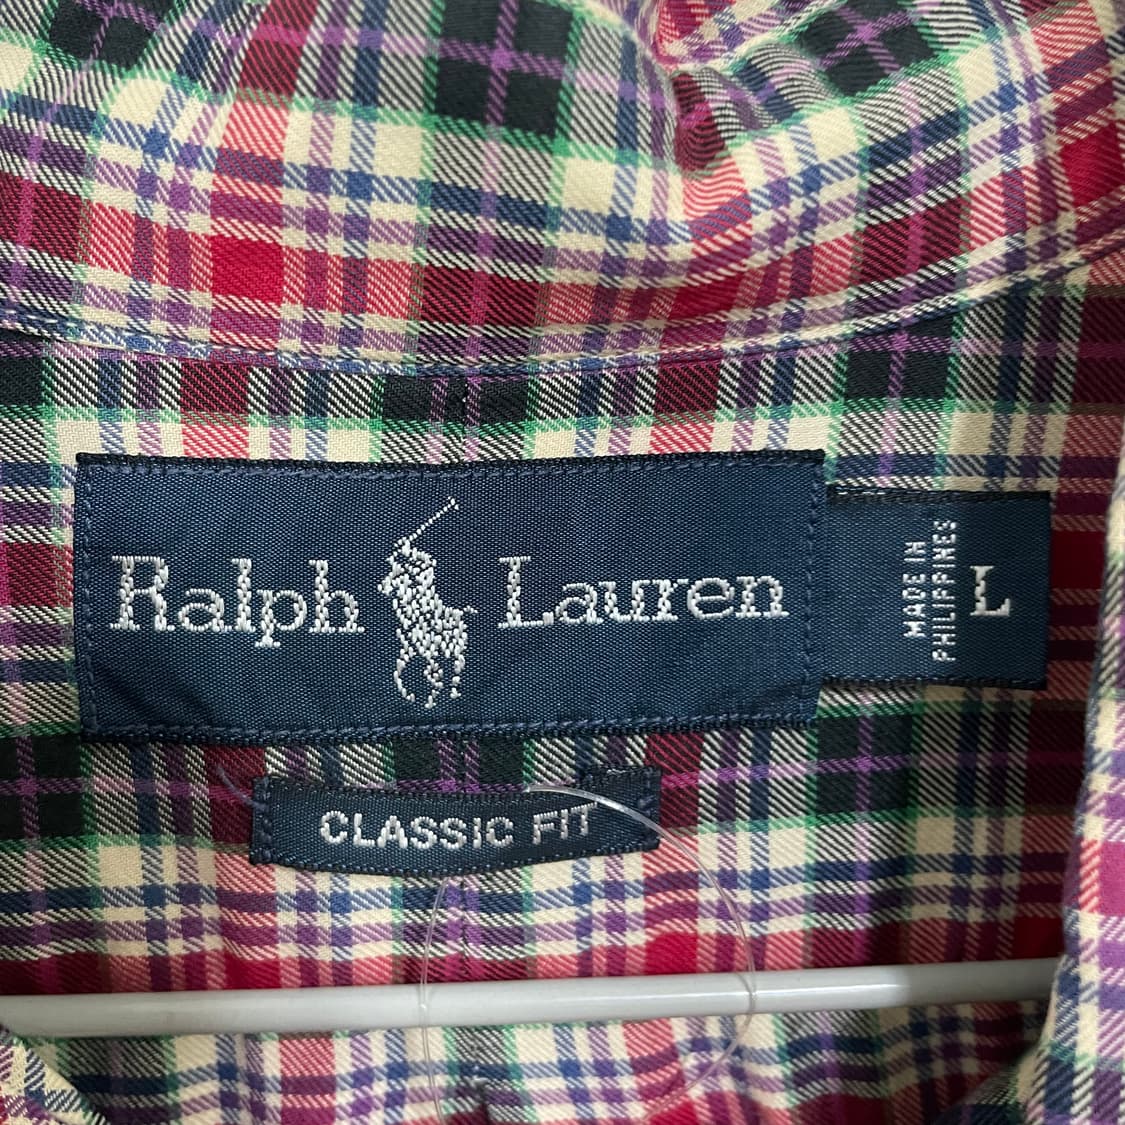 Ralph Lauren
MADE IN
PHILIPPINES
L
CLASSIC FIT